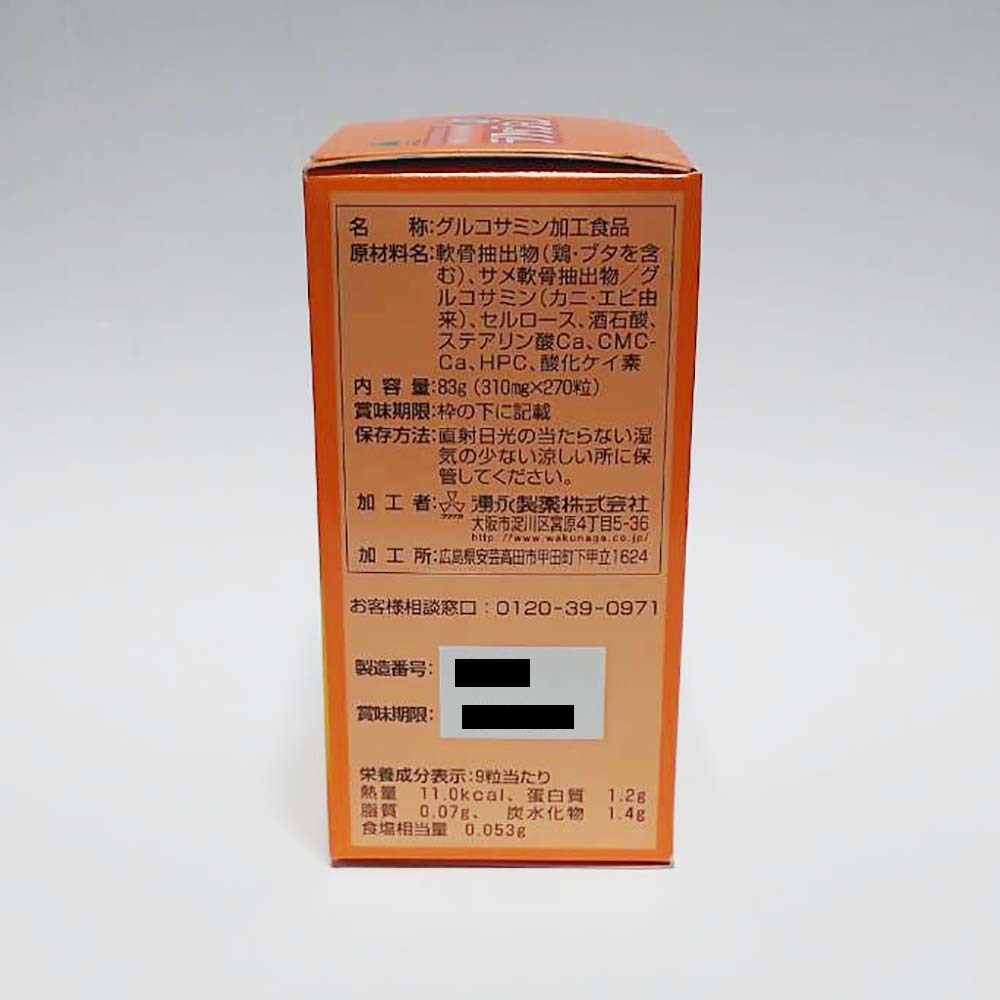 名 称:グルコサミン加工食品
原材料名:軟骨抽出物(鶏・ブタを含
む)、サメ軟骨抽出物/グ
ルコサミン(カニ・エビ由
来)、セルロース、酒石酸、
ステアリン酸Ca、CMC-
Ca、HPC、酸化ケイ素
内容量:83g(310mg×270粒)
賞味期限:枠の下に記載
保存方法:直射日光の当たらない湿
気の少ない涼しい所に保
管してください。
加工者:湧永製薬株式会社
大阪市淀川区宮原4丁目5-36
http://www.wakunaga.co.jp/
加工所:広島県安芸高田市甲田町下甲立1624
お客様相談窓口:0120-39-0971
製造番号:
賞味期限:
栄養成分表示:9粒当たり
熱量 11.0kcal、蛋白質 1.2g
脂質 0.07g、炭水化物 1.4g
食塩相当量 0.053g